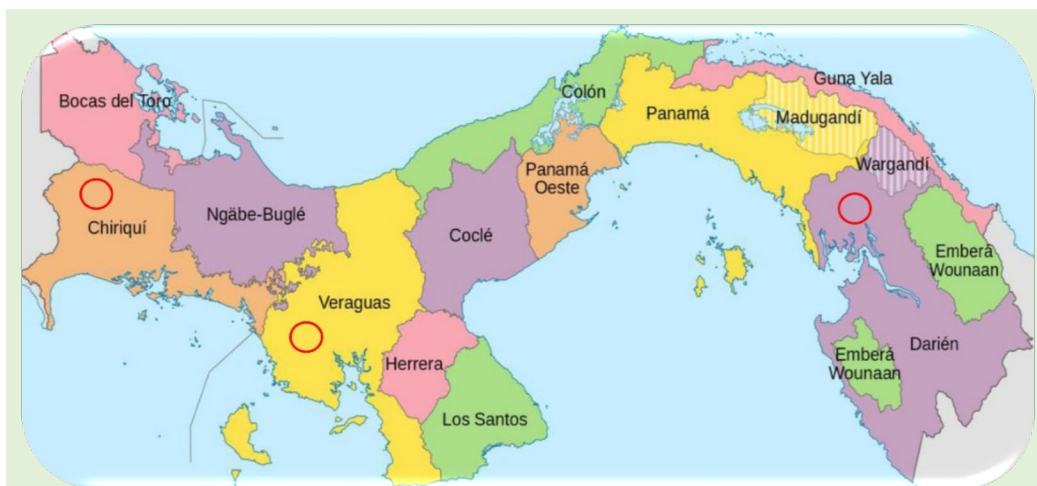 Bocas del Toro
Chiriquí
Ngäbe-Buglé
Veraguas
Herrera
Los Santos
Coclé
Colón
Panamá
Oeste
Panamá
Guna Yala
Madugandí
Wargandí
Emberá
Wounaan
Darién
Emberá
Wounaan